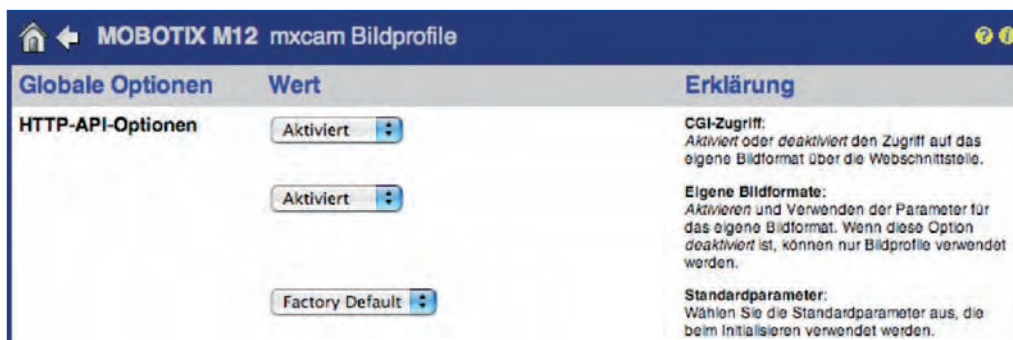 MOBOTIX M12 mxcam Bildprofile
Globale Optionen Wert Erklärung
HTTP-API-Optionen
Aktiviert
CGI-Zugriff:
Aktiviert oder deaktiviert den Zugriff auf das
eigene Bildformat über die Webschnittstelle.
Aktiviert
Eigene Bildformate:
Aktivieren und Verwenden der Parameter für
das eigene Bildformat. Wenn diese Option
deaktiviert ist, können nur Bildprofile verwendet
werden.
Factory Default
Standardparameter:
Wählen Sie die Standardparameter aus, die
beim Initialisieren verwendet werden.